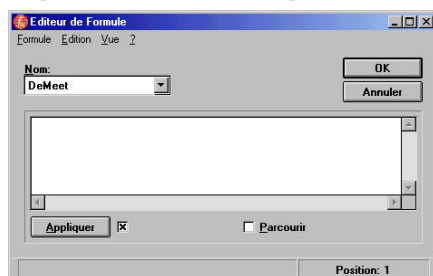 Editeur de Formule
Formule Edition Vue ?
Nom:
DeMeet
OK
Annuler
Appliquer
Parcourir
Position: 1